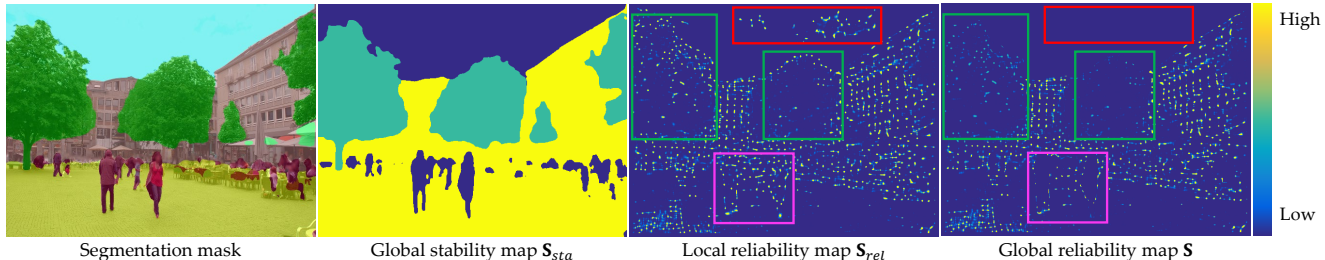 High
Low
Segmentation mask
Global stability map S_sta
Local reliability map S_rel
Global reliability map S